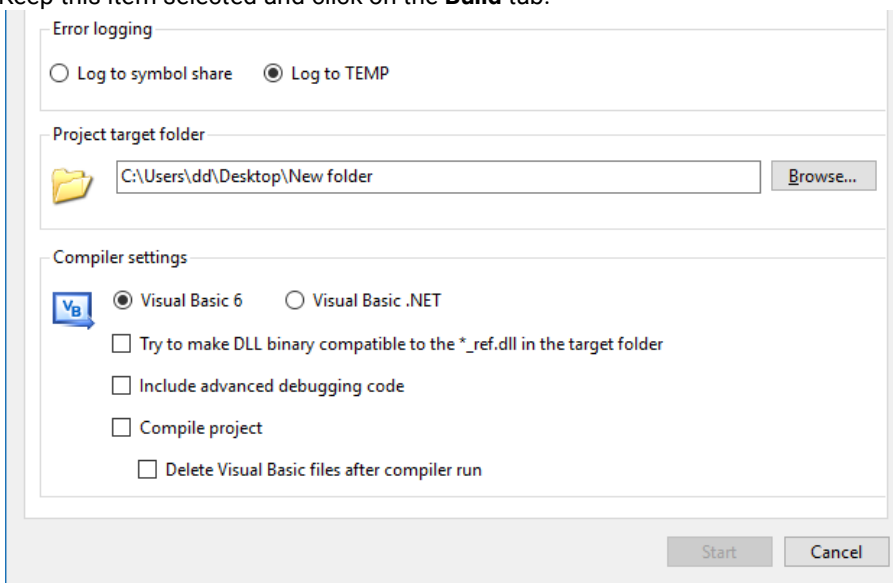 Keep this item selected and click on the Build tab.
Error logging
Log to symbol share Log to TEMP
Project target folder
C:\Users\dd\Desktop\New folder Browse...
Compiler settings
VB Visual Basic 6 Visual Basic .NET
Try to make DLL binary compatible to the *_ref.dll in the target folder
Include advanced debugging code
Compile project
Delete Visual Basic files after compiler run
Start Cancel